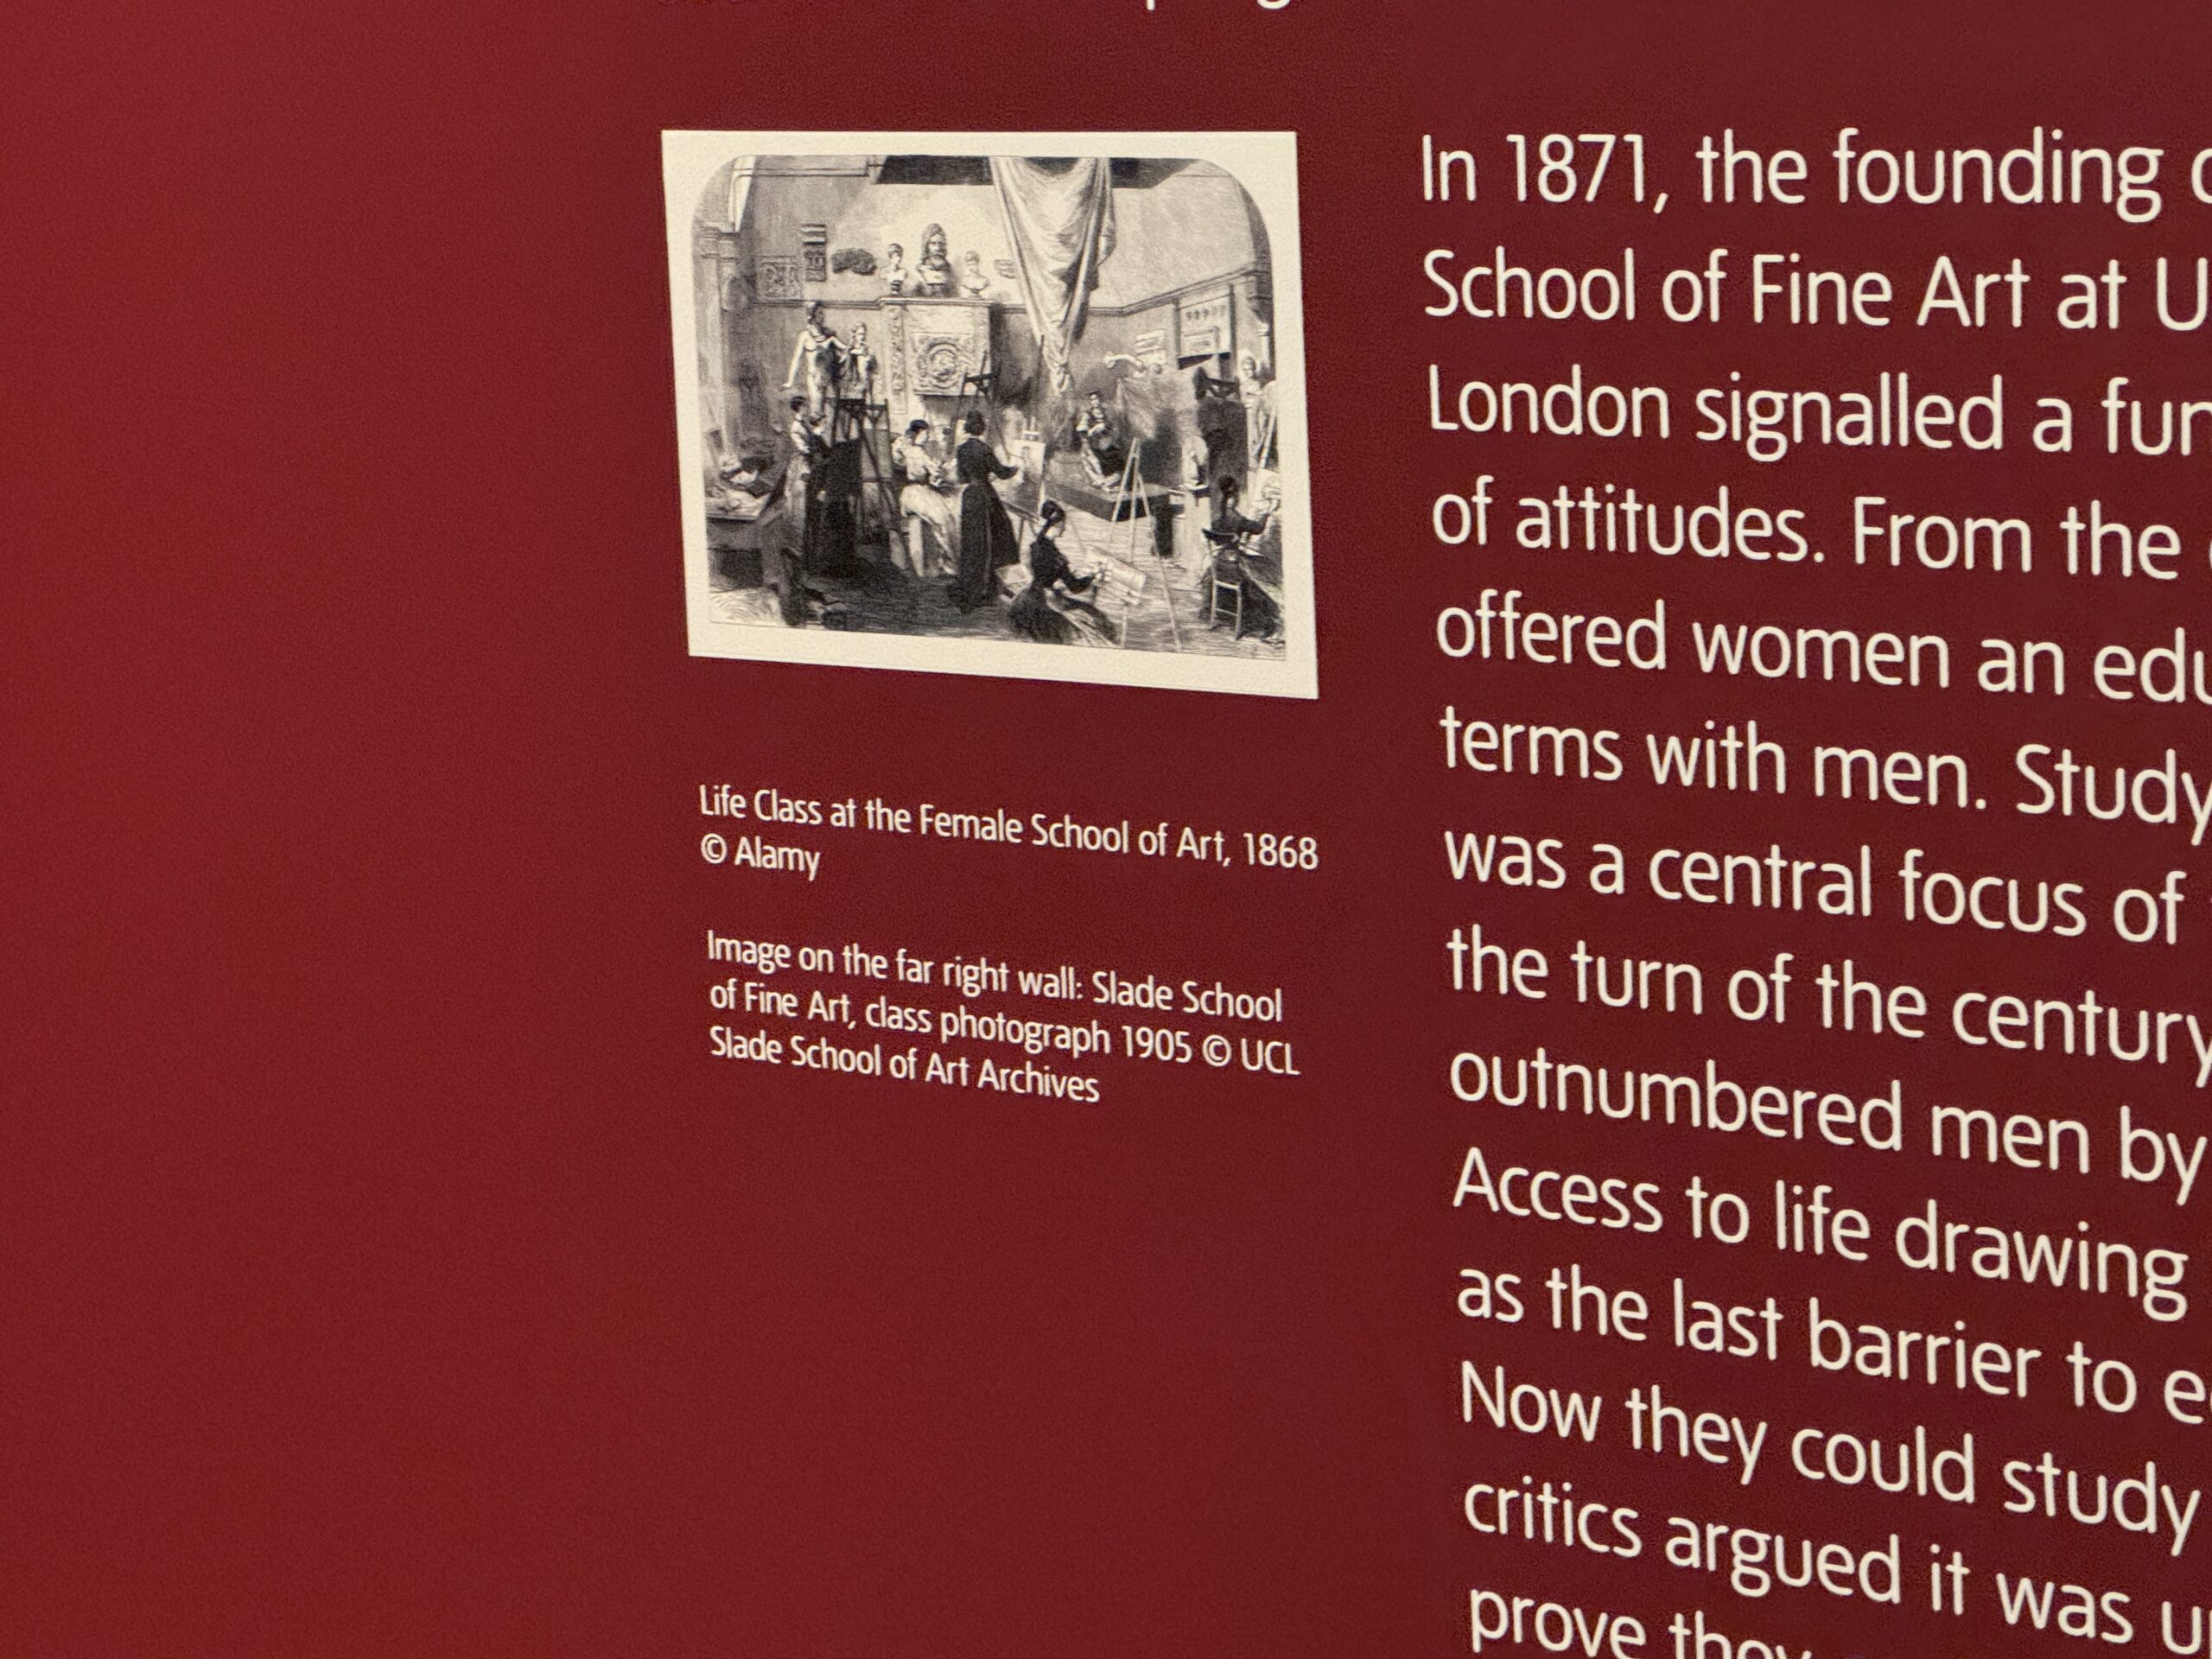 Life Class at the Female School of Art, 1868
© Alamy
Image on the far right wall: Slade School
of Fine Art, class photograph 1905 © UCL
Slade School of Art Archives
In 1871, the founding
School of Fine Art at
London signalled a
of attitudes. From the
offered women an
terms with men. Study
was a central focus of
the turn of the century
outnumbered men by
Access to life drawing
as the last barrier to
Now they could study
critics argued it was
prove they